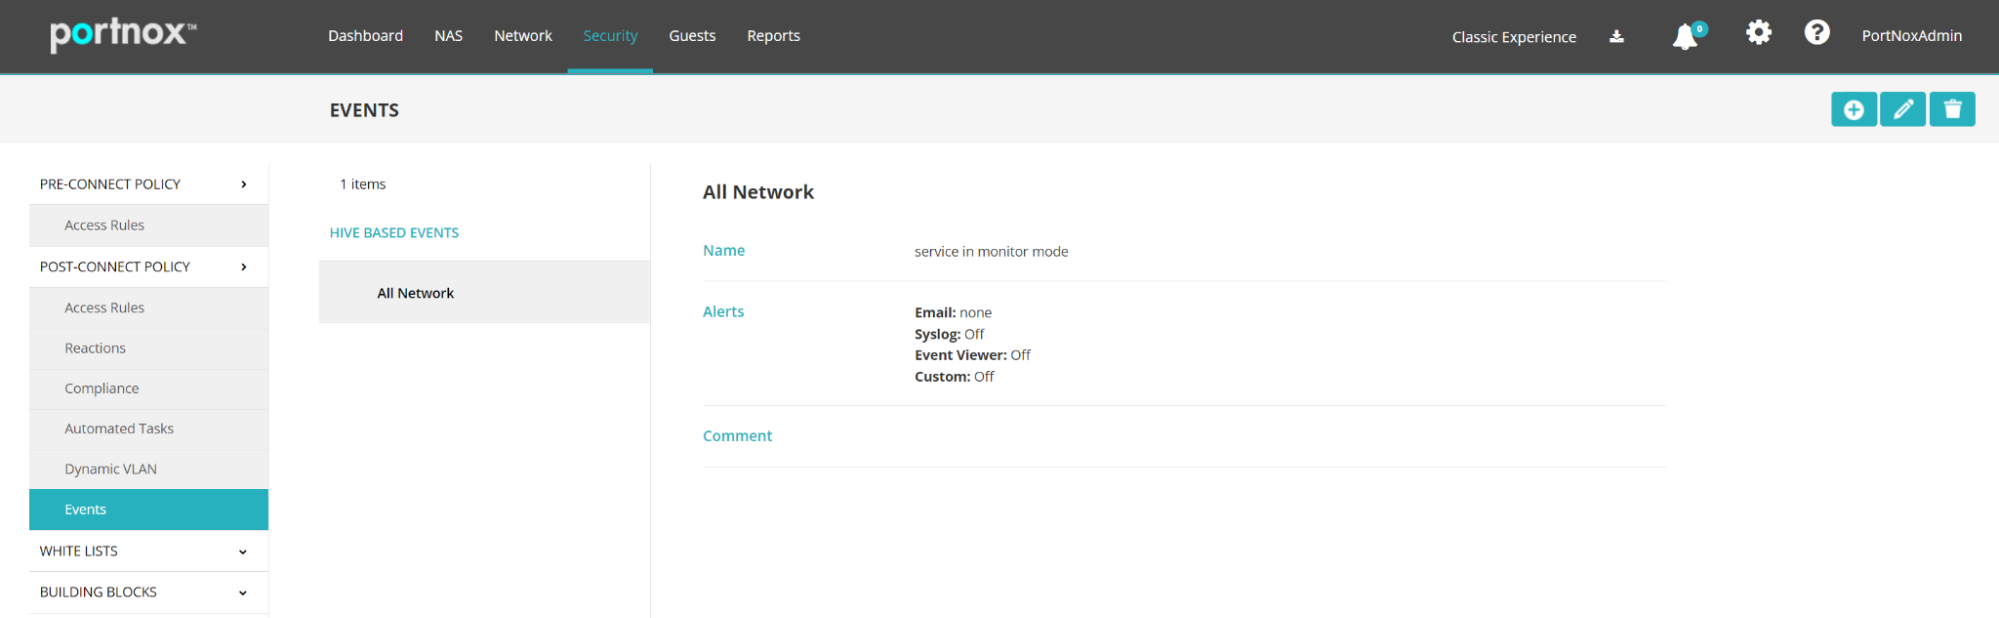 portnox™
Dashboard NAS Network Security Guests Reports
Classic Experience
0
PortNoxAdmin
EVENTS
PRE-CONNECT POLICY
Access Rules
POST-CONNECT POLICY
Access Rules
Reactions
Compliance
Automated Tasks
Dynamic VLAN
Events
WHITE LISTS
BUILDING BLOCKS
1 items
HIVE BASED EVENTS
All Network
All Network
Name service in monitor mode
Alerts Email: none
Syslog: Off
Event Viewer: Off
Custom: Off
Comment